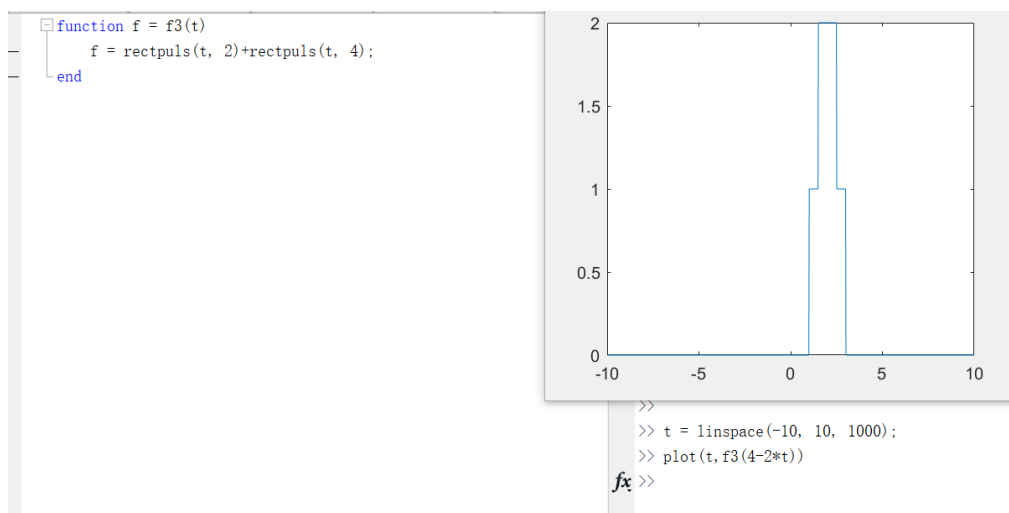 function f = f3(t)
f = rectpuls(t, 2)+rectpuls(t, 4);
end
2
1.5
1
0.5
0
-10 -5 0 5 10
>>
>> t = linspace(-10, 10, 1000);
>> plot(t,f3(4-2*t))
fx >>